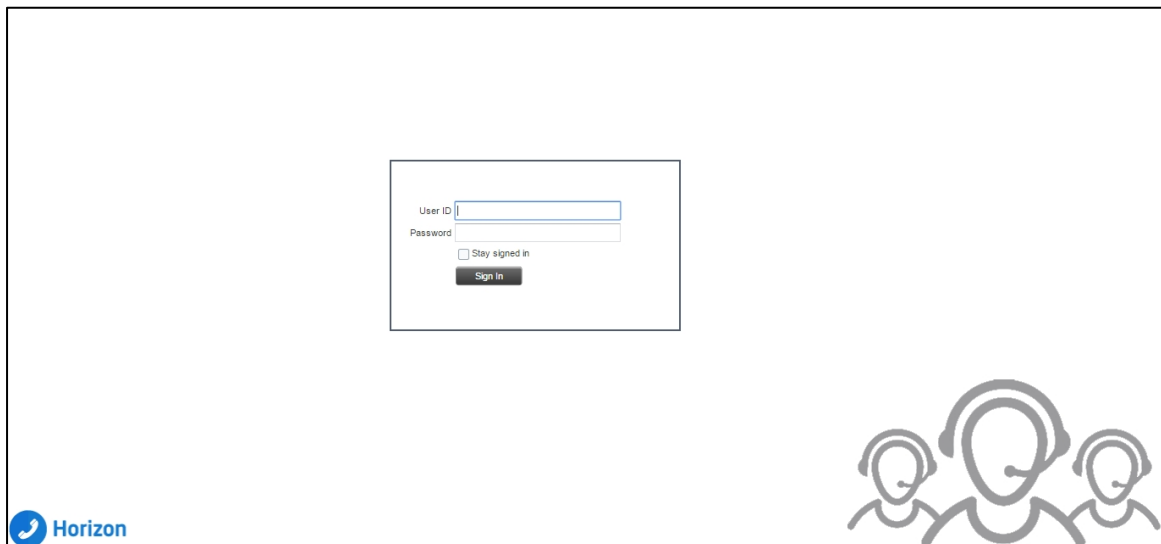 User ID
Password
Stay signed in
Sign In
Horizon